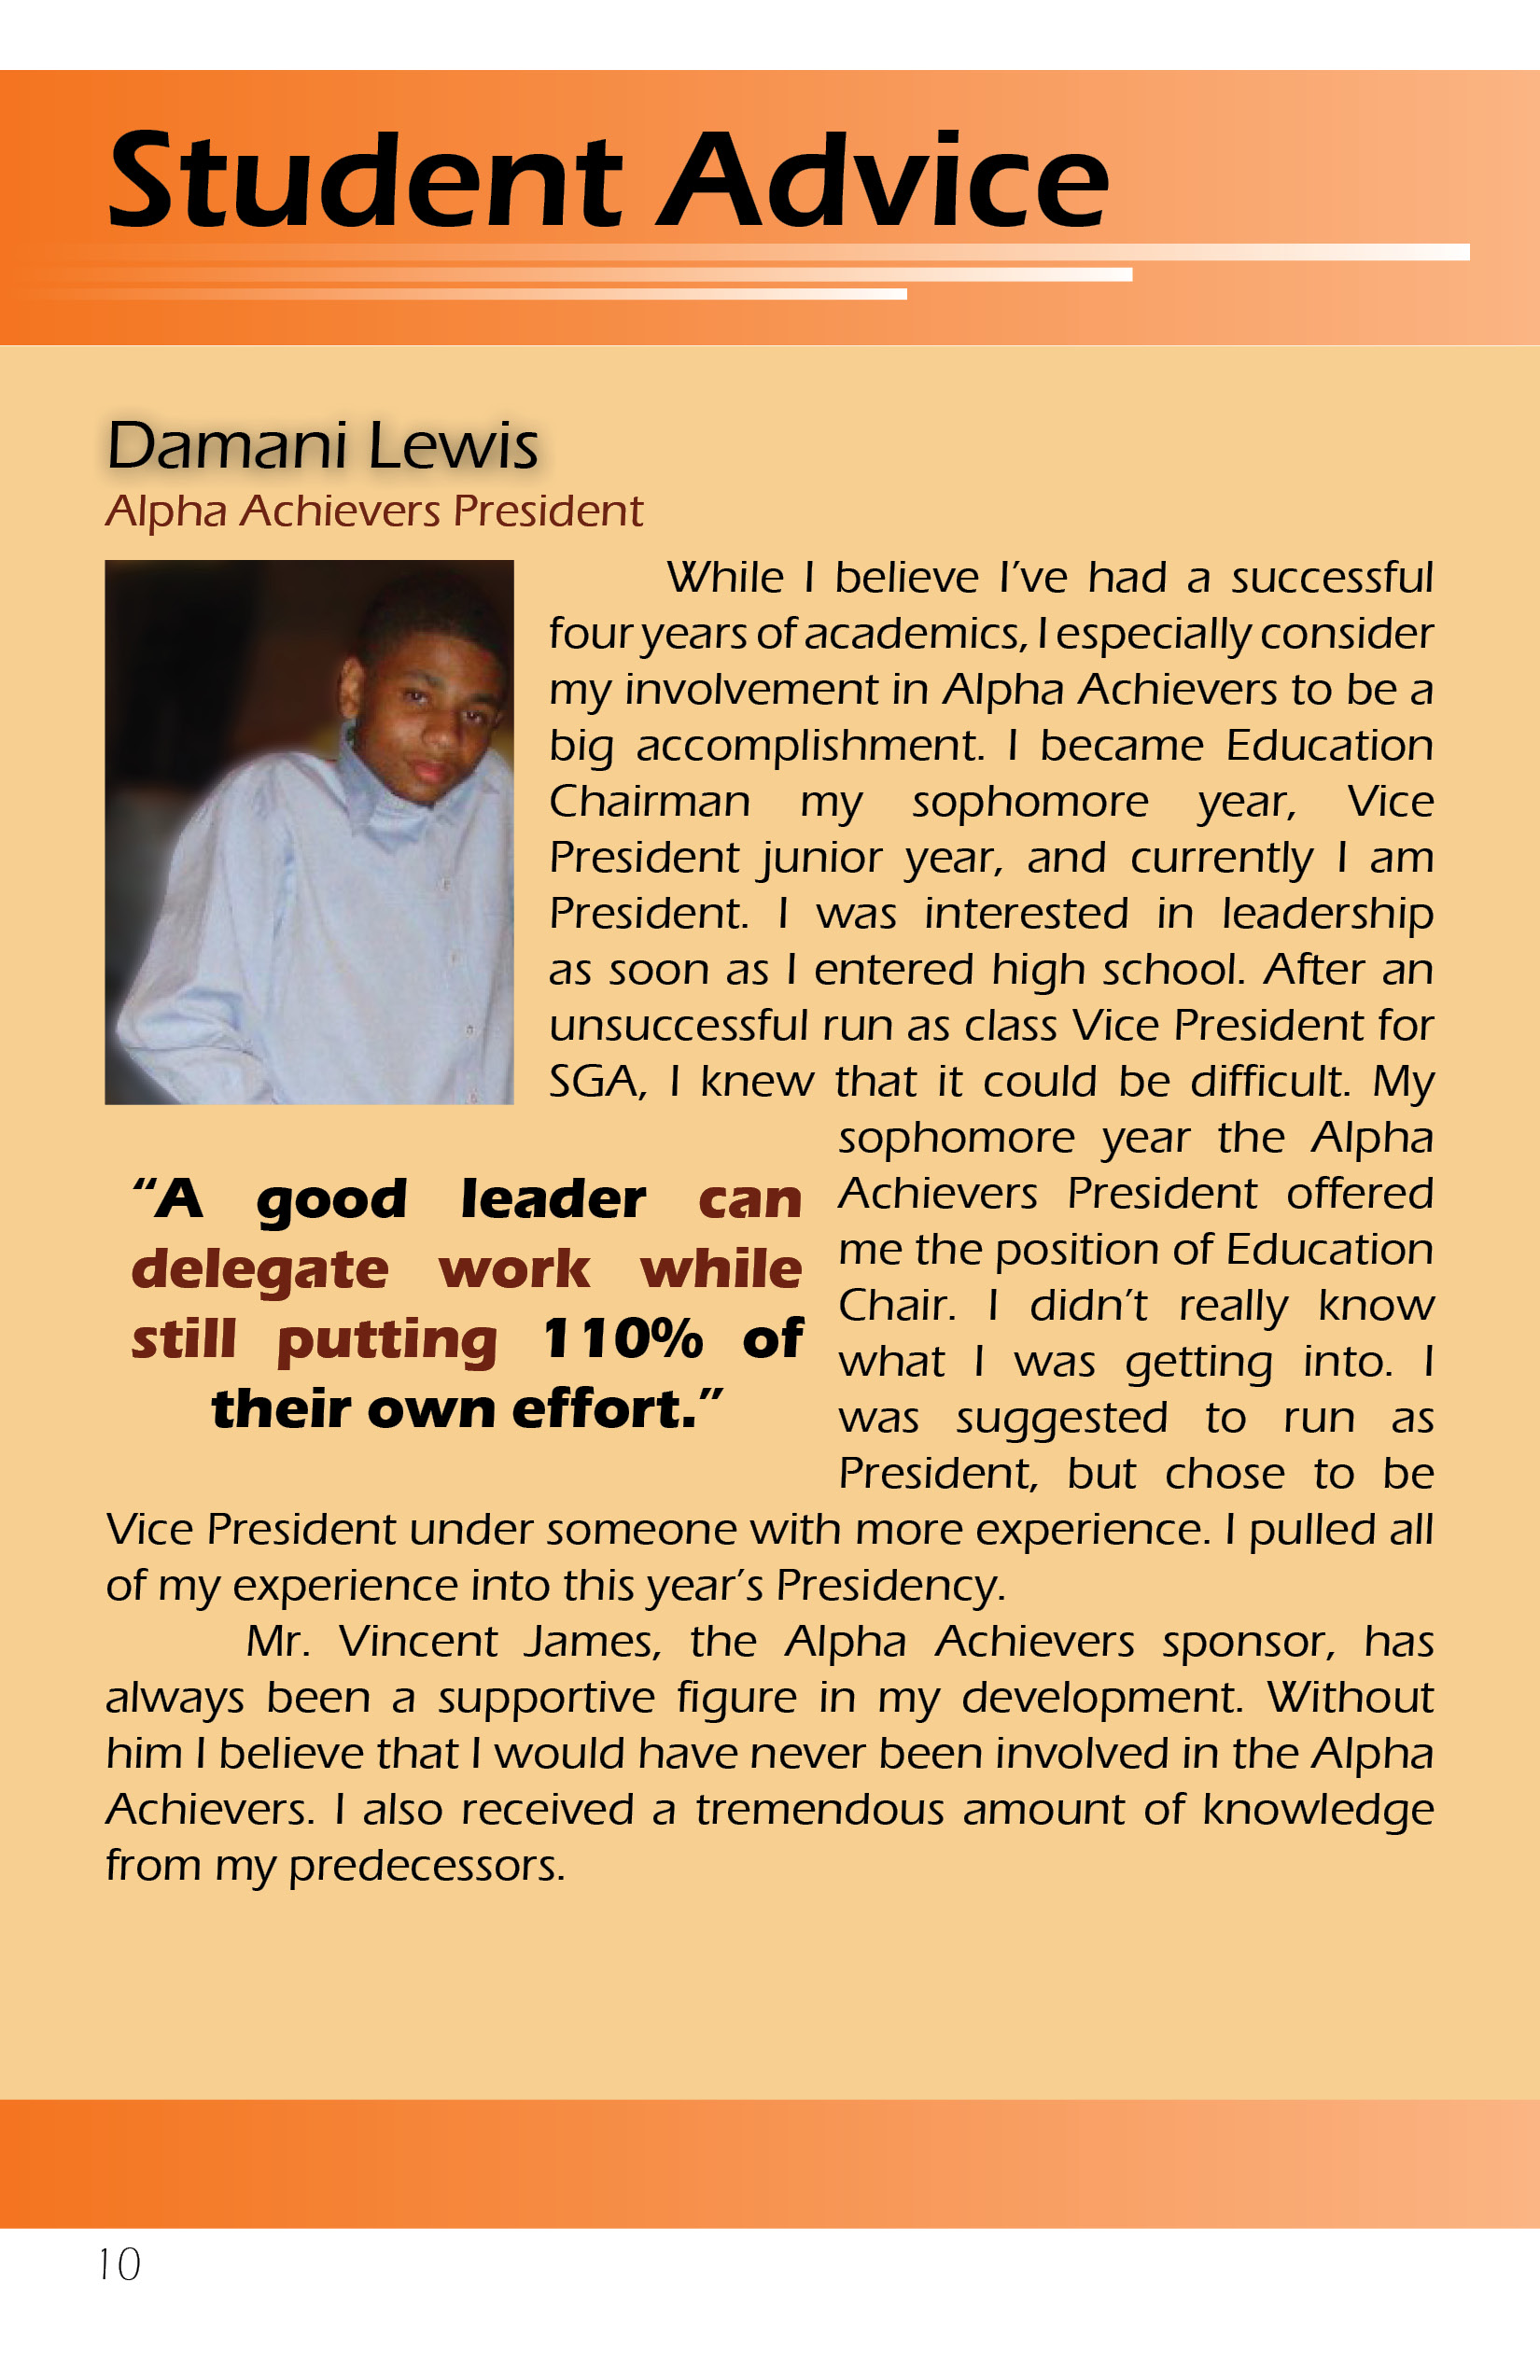 Student Advice
Damani Lewis
Alpha Achievers President
While I believe I’ve had a successful
four years of academics, I especially consider
my involvement in Alpha Achievers to be a
big accomplishment. I became Education
Chairman my sophomore year, Vice
President junior year, and currently I am
President. I was interested in leadership
as soon as I entered high school. After an
unsuccessful run as class Vice President for
SGA, I knew that it could be difficult. My
sophomore year the Alpha
Achievers President offered
me the position of Education
Chair. I didn’t really know
what I was getting into. I
was suggested to run as
President, but chose to be
Vice President under someone with more experience. I pulled all
of my experience into this year’s Presidency.
“A good leader can
delegate work while
still putting 110% of
their own effort.”
Mr. Vincent James, the Alpha Achievers sponsor, has
always been a supportive figure in my development. Without
him I believe that I would have never been involved in the Alpha
Achievers. I also received a tremendous amount of knowledge
from my predecessors.
10